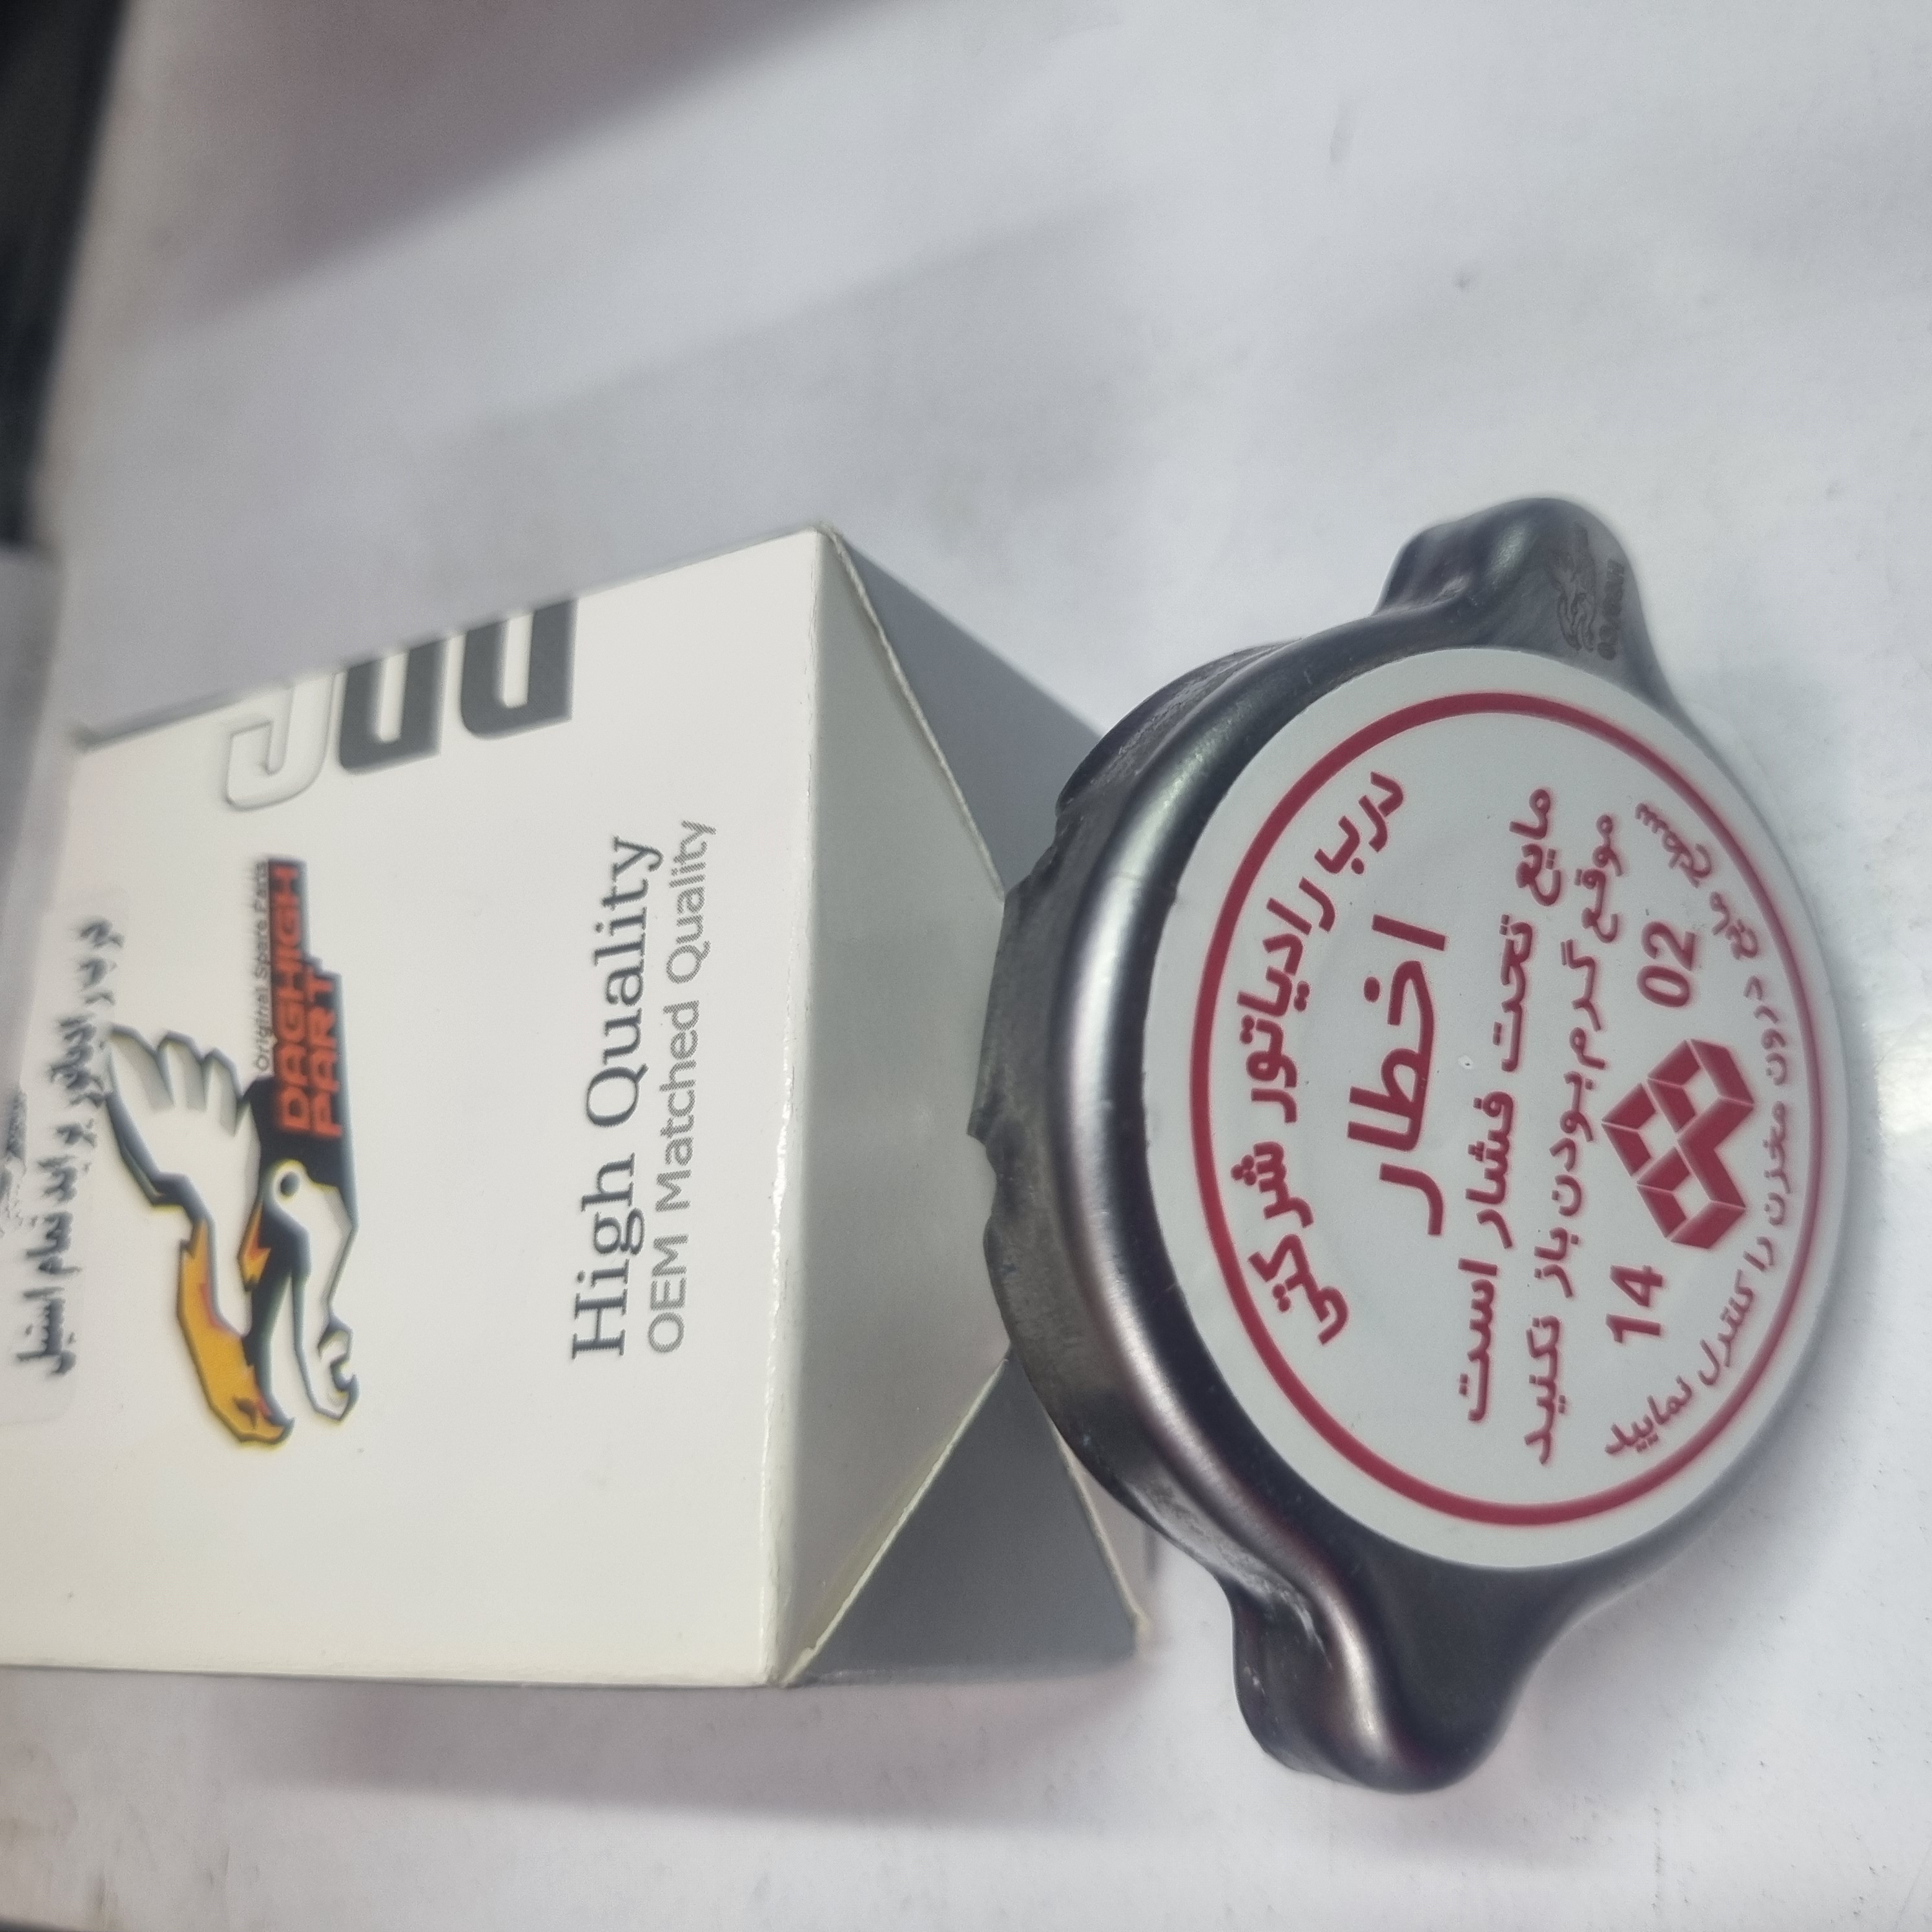 درب رادیاتور پراید تمام استیل
Original Spare Parts
DAGHIGH
PART
High Quality
OEM Matched Quality
درب رادیاتور شرکتی
اخطار
مایع تحت فشار است
موقع گرم بودن باز نکنید
14 02
سطح مایع درون مخزن را کنترل نمایید